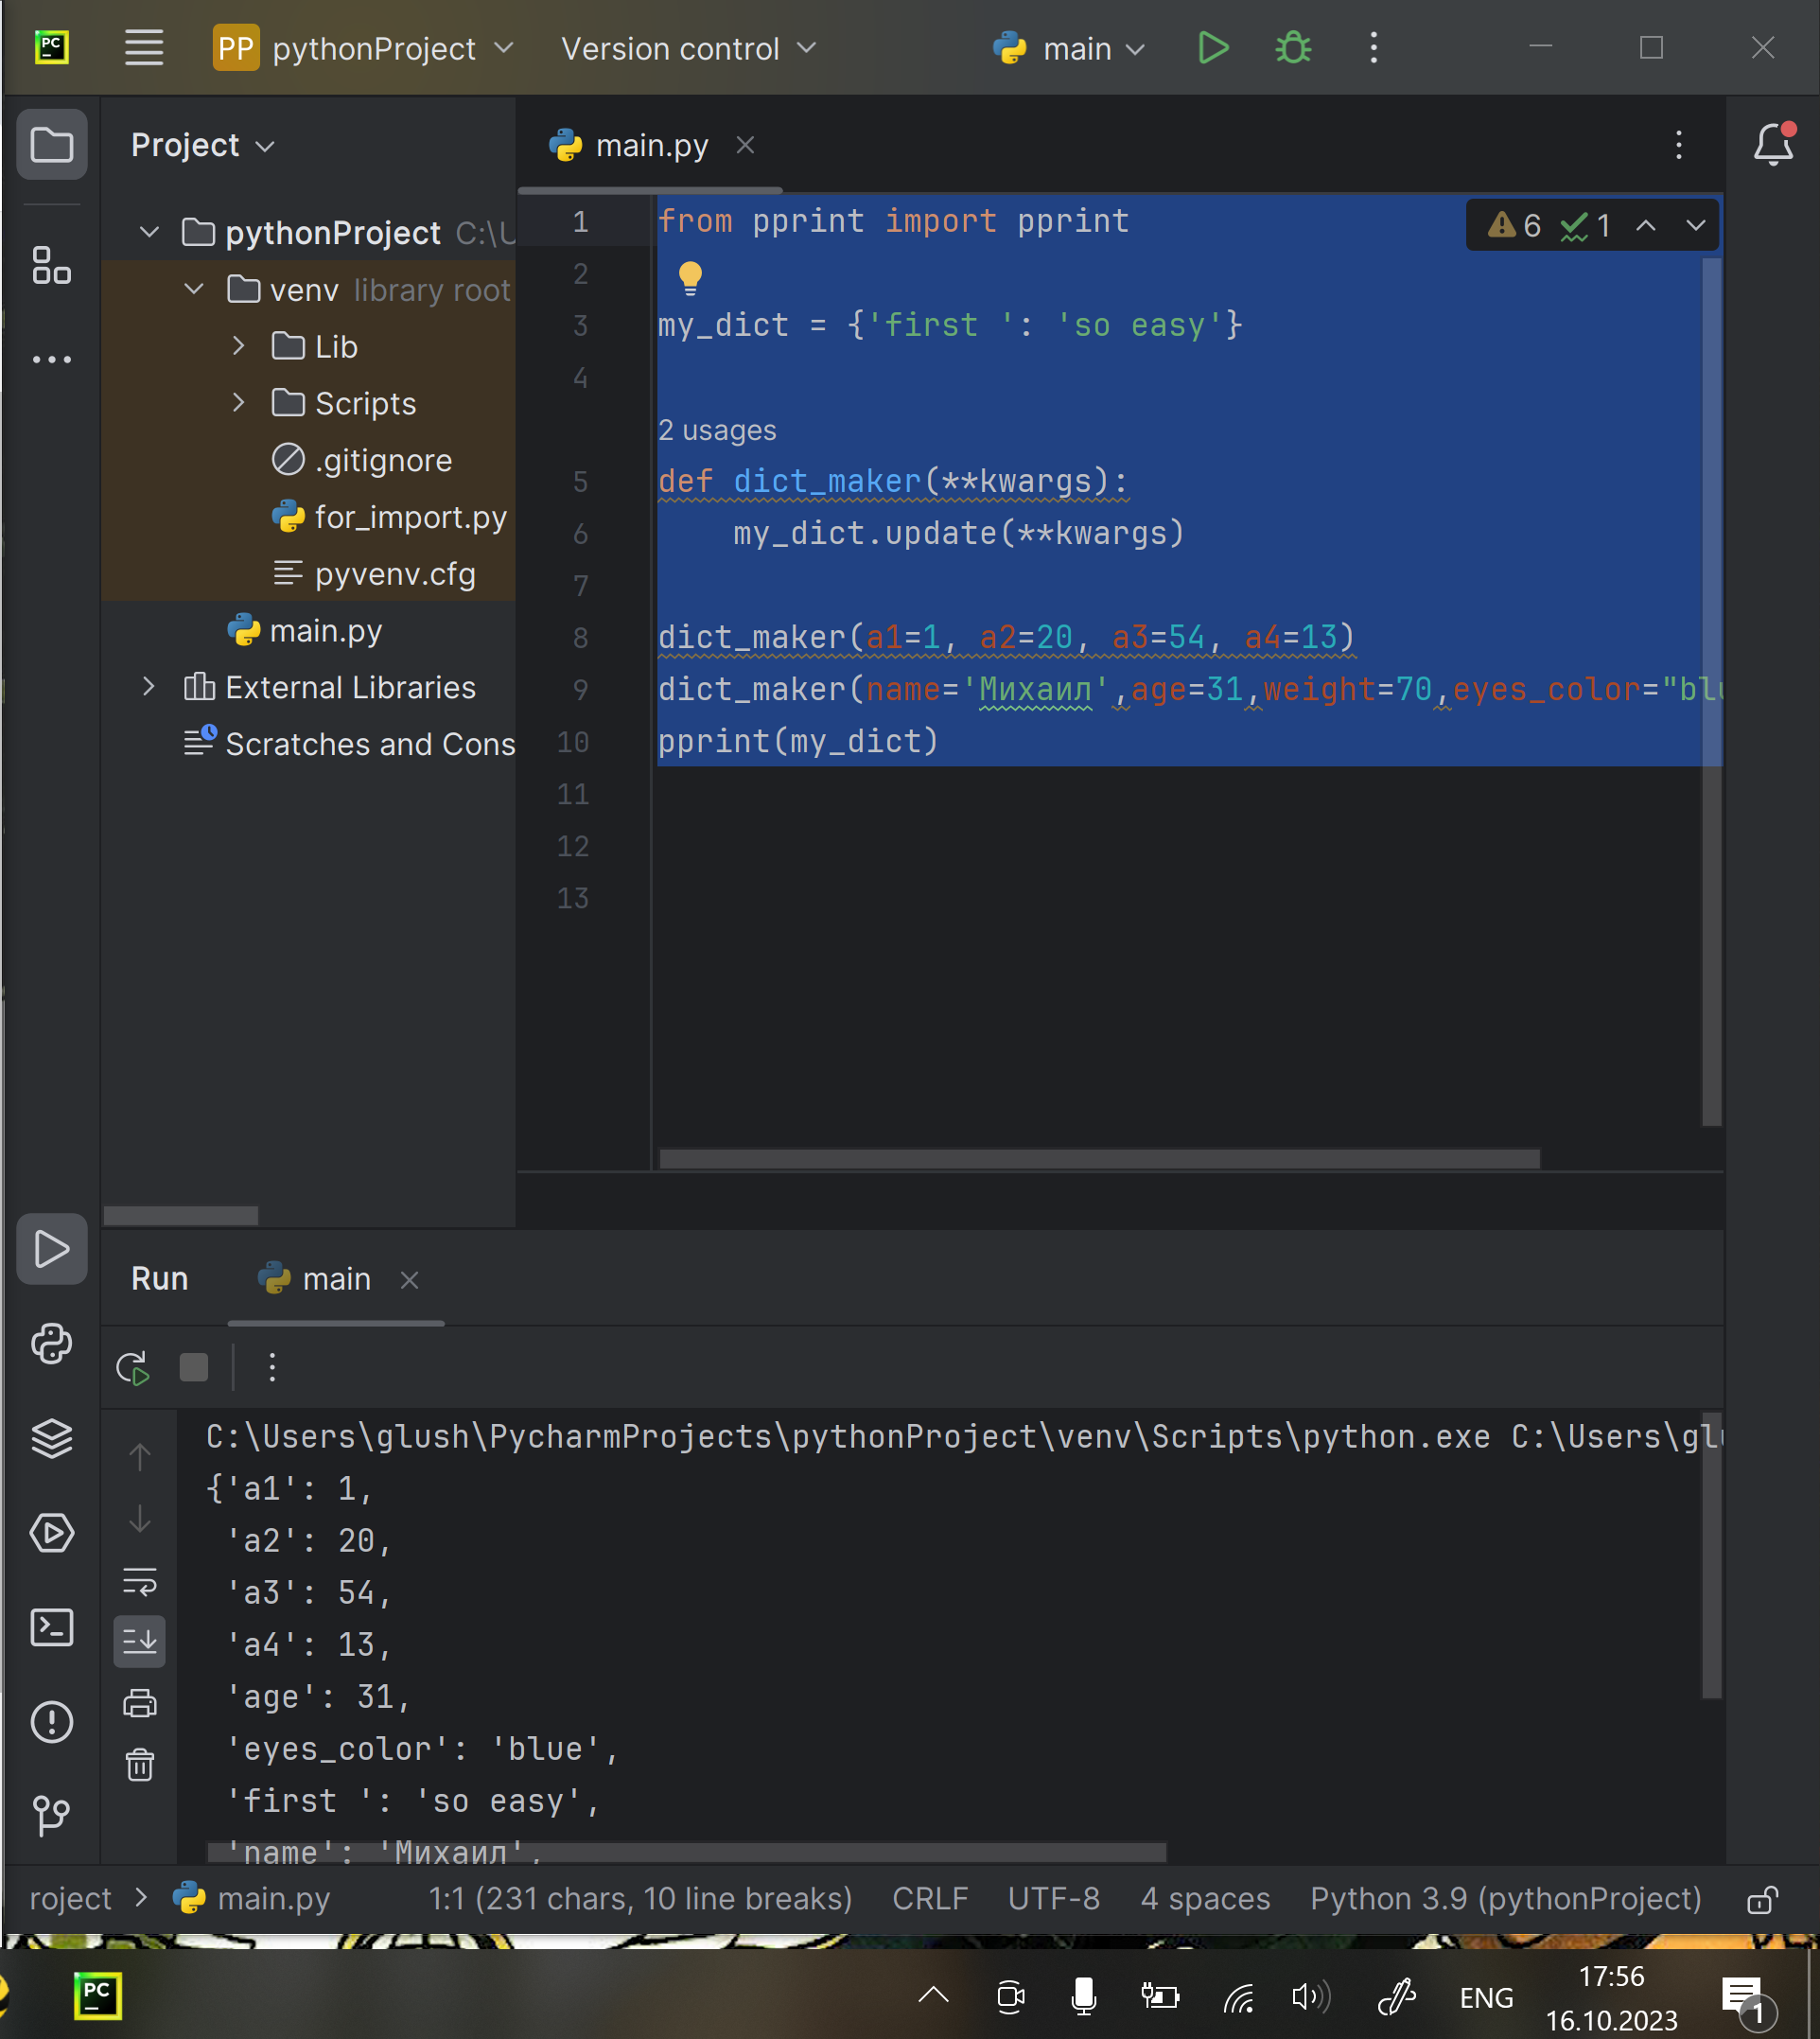 PC
PP pythonProject
Version control
main
Project
main.py
pythonProject C:\U
venv library root
Lib
Scripts
.gitignore
for_import.py
pyvenv.cfg
main.py
External Libraries
Scratches and Cons
6 1
1 from pprint import pprint
2
3 my_dict = {'first ': 'so easy'}
4
2 usages
5 def dict_maker(**kwargs):
6 my_dict.update(**kwargs)
7
8 dict_maker(a1=1, a2=20, a3=54, a4=13)
9 dict_maker(name='Михаил',age=31,weight=70,eyes_color="blu
10 pprint(my_dict)
11
12
13
Run
main
C:\Users\glush\PycharmProjects\pythonProject\venv\Scripts\python.exe C:\Users\glu
{'a1': 1,
'a2': 20,
'a3': 54,
'a4': 13,
'age': 31,
'eyes_color': 'blue',
'first ': 'so easy',
'name': 'Михаил',
roject > main.py 1:1 (231 chars, 10 line breaks) CRLF UTF-8 4 spaces Python 3.9 (pythonProject)
PC
ENG
17:56
16.10.2023
1